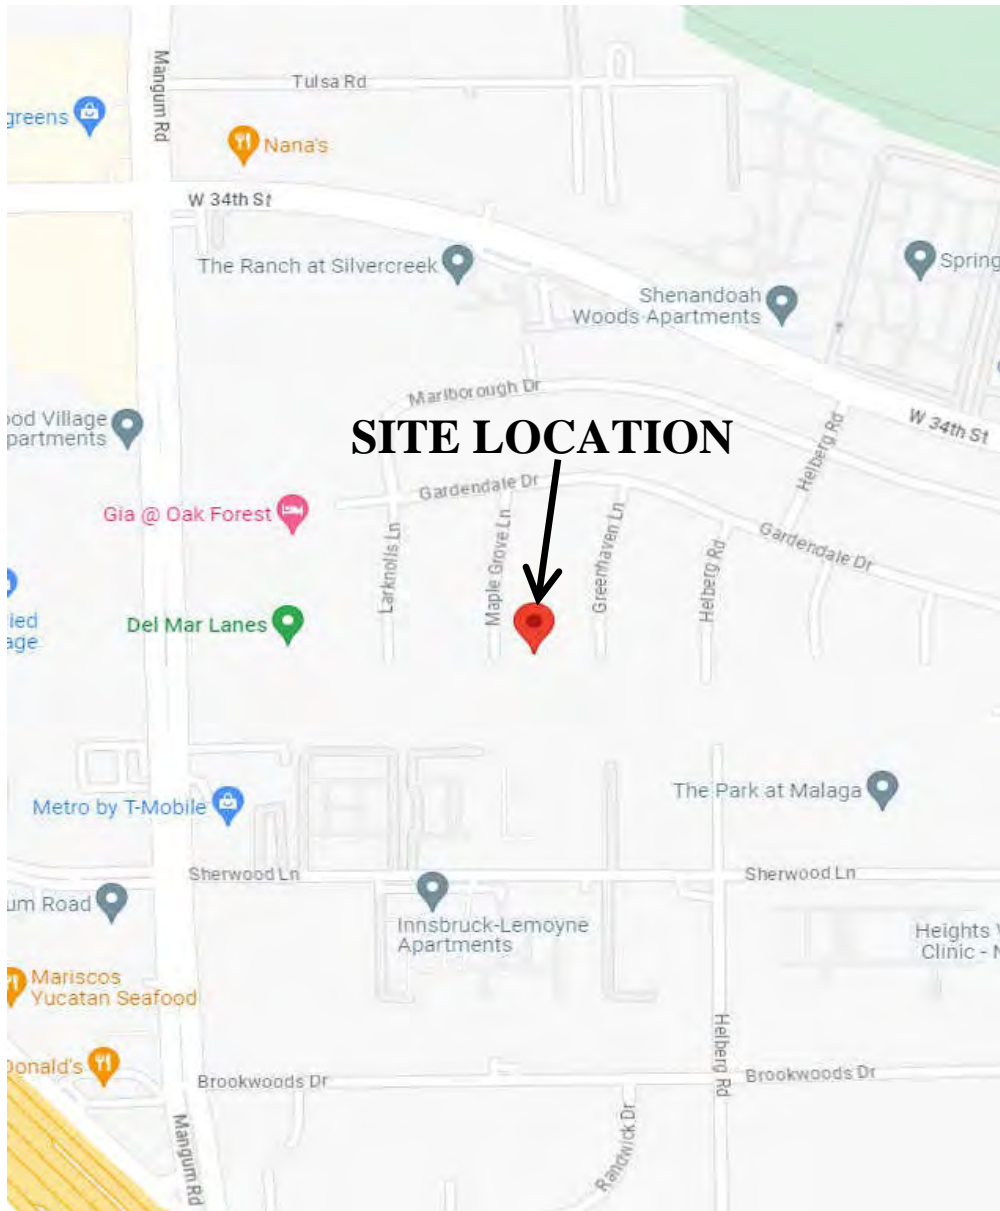 Mangum Rd
Tulsa Rd
greens
Nana's
W 34th St
The Ranch at Silvercreek
Spring
Shenandoah
Woods Apartments
Marlborough Dr
ood Village
partments
W 34th St
SITE LOCATION
Helberg Rd
Gardendale Dr
Gia @ Oak Forest
Larknolls Ln
Maple Grove Ln
Greenhaven Ln
Helberg Rd
Gardendale Dr
ied
age
Del Mar Lanes
Metro by T-Mobile
The Park at Malaga
Sherwood Ln
Sherwood Ln
um Road
Innsbruck-Lemoyne
Apartments
Heights V
Clinic - N
Mariscos
Yucatan Seafood
Helberg Rd
Donald's
Brookwoods Dr
Brookwoods Dr
Mangum Rd
Randwick Dr